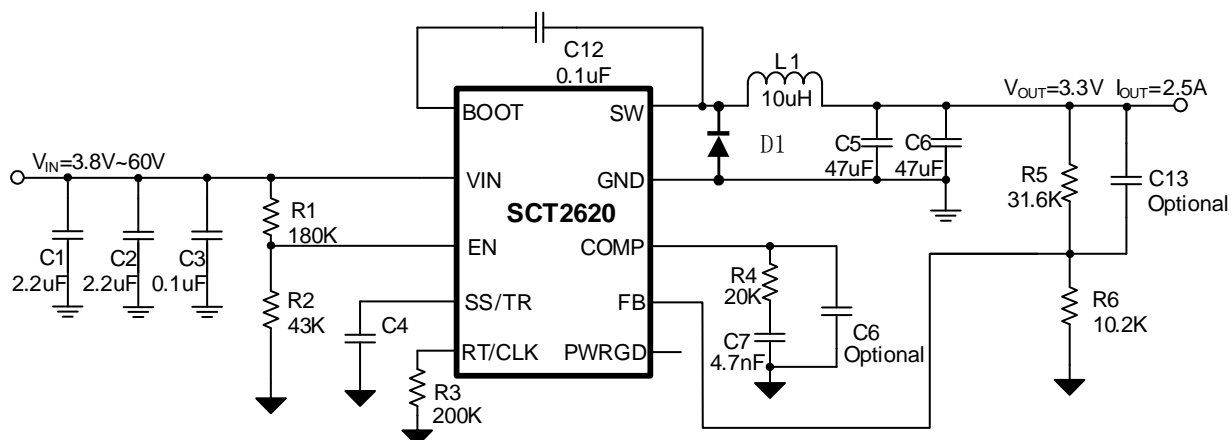 C12
0.1uF
L1
10uH
VOUT=3.3V IOUT=2.5A
BOOT
SW
D1
C5
47uF
C6
47uF
VIN=3.8V~60V
VIN
GND
R5
31.6K
C13
Optional
SCT2620
R1
180K
C1
2.2uF
C2
2.2uF
C3
0.1uF
EN
COMP
R4
20K
R2
43K
C4
SS/TR
FB
R6
10.2K
C6
Optional
C7
4.7nF
RT/CLK
PWRGD
R3
200K